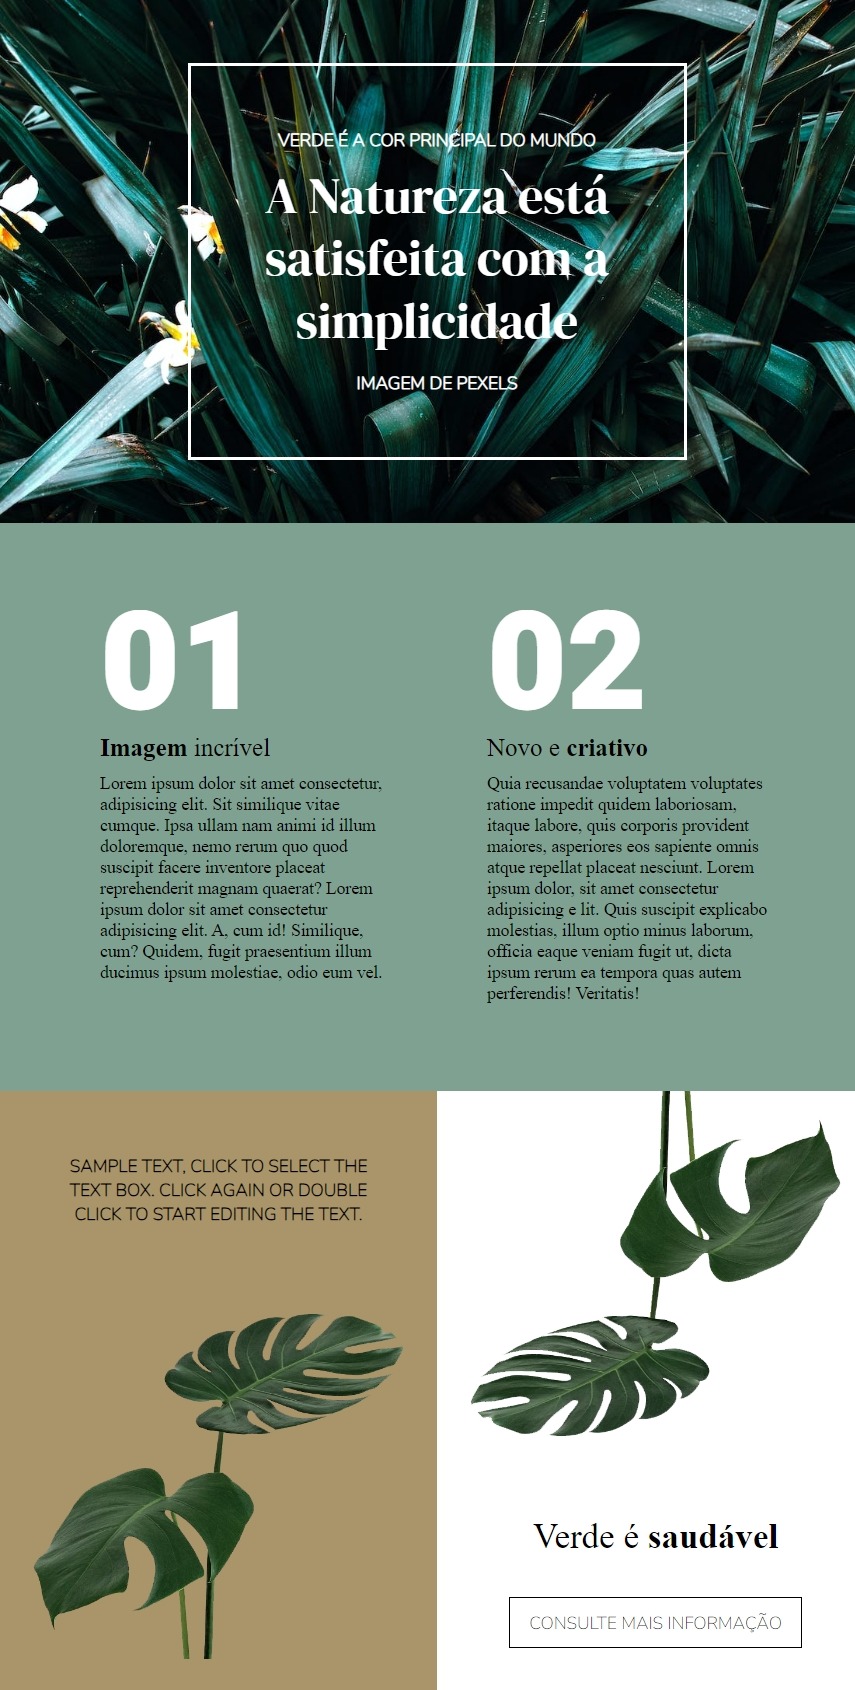 VERDE É A COR PRINCIPAL DO MUNDO
A Natureza está
satisfeita com a
simplicidade
IMAGEM DE PEXELS
01
Imagem incrível
Lorem ipsum dolor sit amet consectetur,
adipisicing elit. Sit similique vitae
cumque. Ipsa ullam nam animi id illum
doloremque, nemo rerum quo quod
suscipit facere inventore placeat
reprehenderit magnam quaerat? Lorem
ipsum dolor sit amet consectetur
adipisicing elit. A, cum id! Similique,
cum? Quidem, fugit praesentium illum
ducimus ipsum molestiae, odio eum vel.
02
Novo e criativo
Quia recusandae voluptatem voluptates
ratione impedit quidem laboriosam,
itaque labore, quis corporis provident
maiores, asperiores eos sapiente omnis
atque repellat placeat nesciunt. Lorem
ipsum dolor, sit amet consectetur
adipisicing e lit. Quis suscipit explicabo
molestias, illum optio minus laborum,
officia eaque veniam fugit ut, dicta
ipsum rerum ea tempora quas autem
perferendis! Veritatis!
SAMPLE TEXT, CLICK TO SELECT THE
TEXT BOX. CLICK AGAIN OR DOUBLE
CLICK TO START EDITING THE TEXT.
Verde é saudável
CONSULTE MAIS INFORMAÇÃO